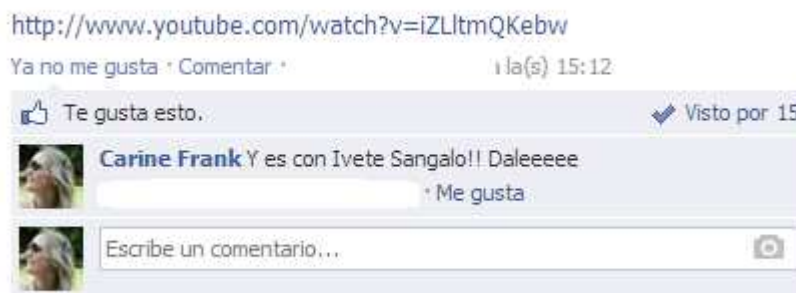 http://www.youtube.com/watch?v=iZLltmQKebw
Ya no me gusta · Comentar · la(s) 15:12
Te gusta esto. Visto por 15
Carine Frank Y es con Ivete Sangalo!! Daleeeee
· Me gusta
Escribe un comentario...